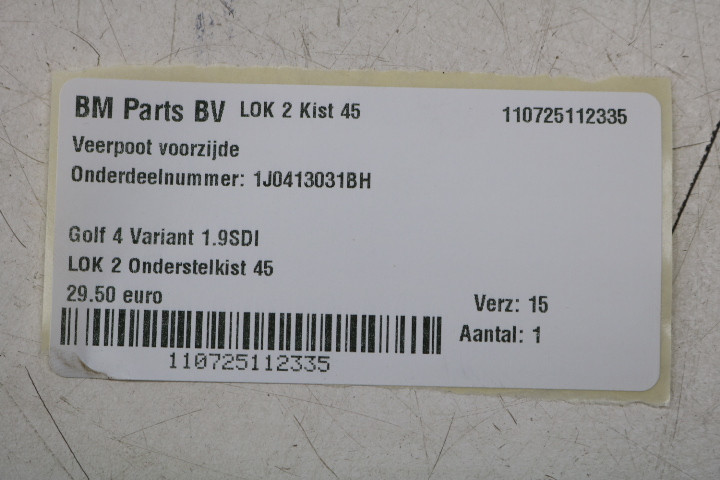 BM Parts BV LOK 2 Kist 45 110725112335
Veerpoot voorzijde
Onderdeelnummer: 1J0413031BH
Golf 4 Variant 1.9SDI
LOK 2 Onderstelkist 45
29.50 euro Verz: 15
Aantal: 1
110725112335